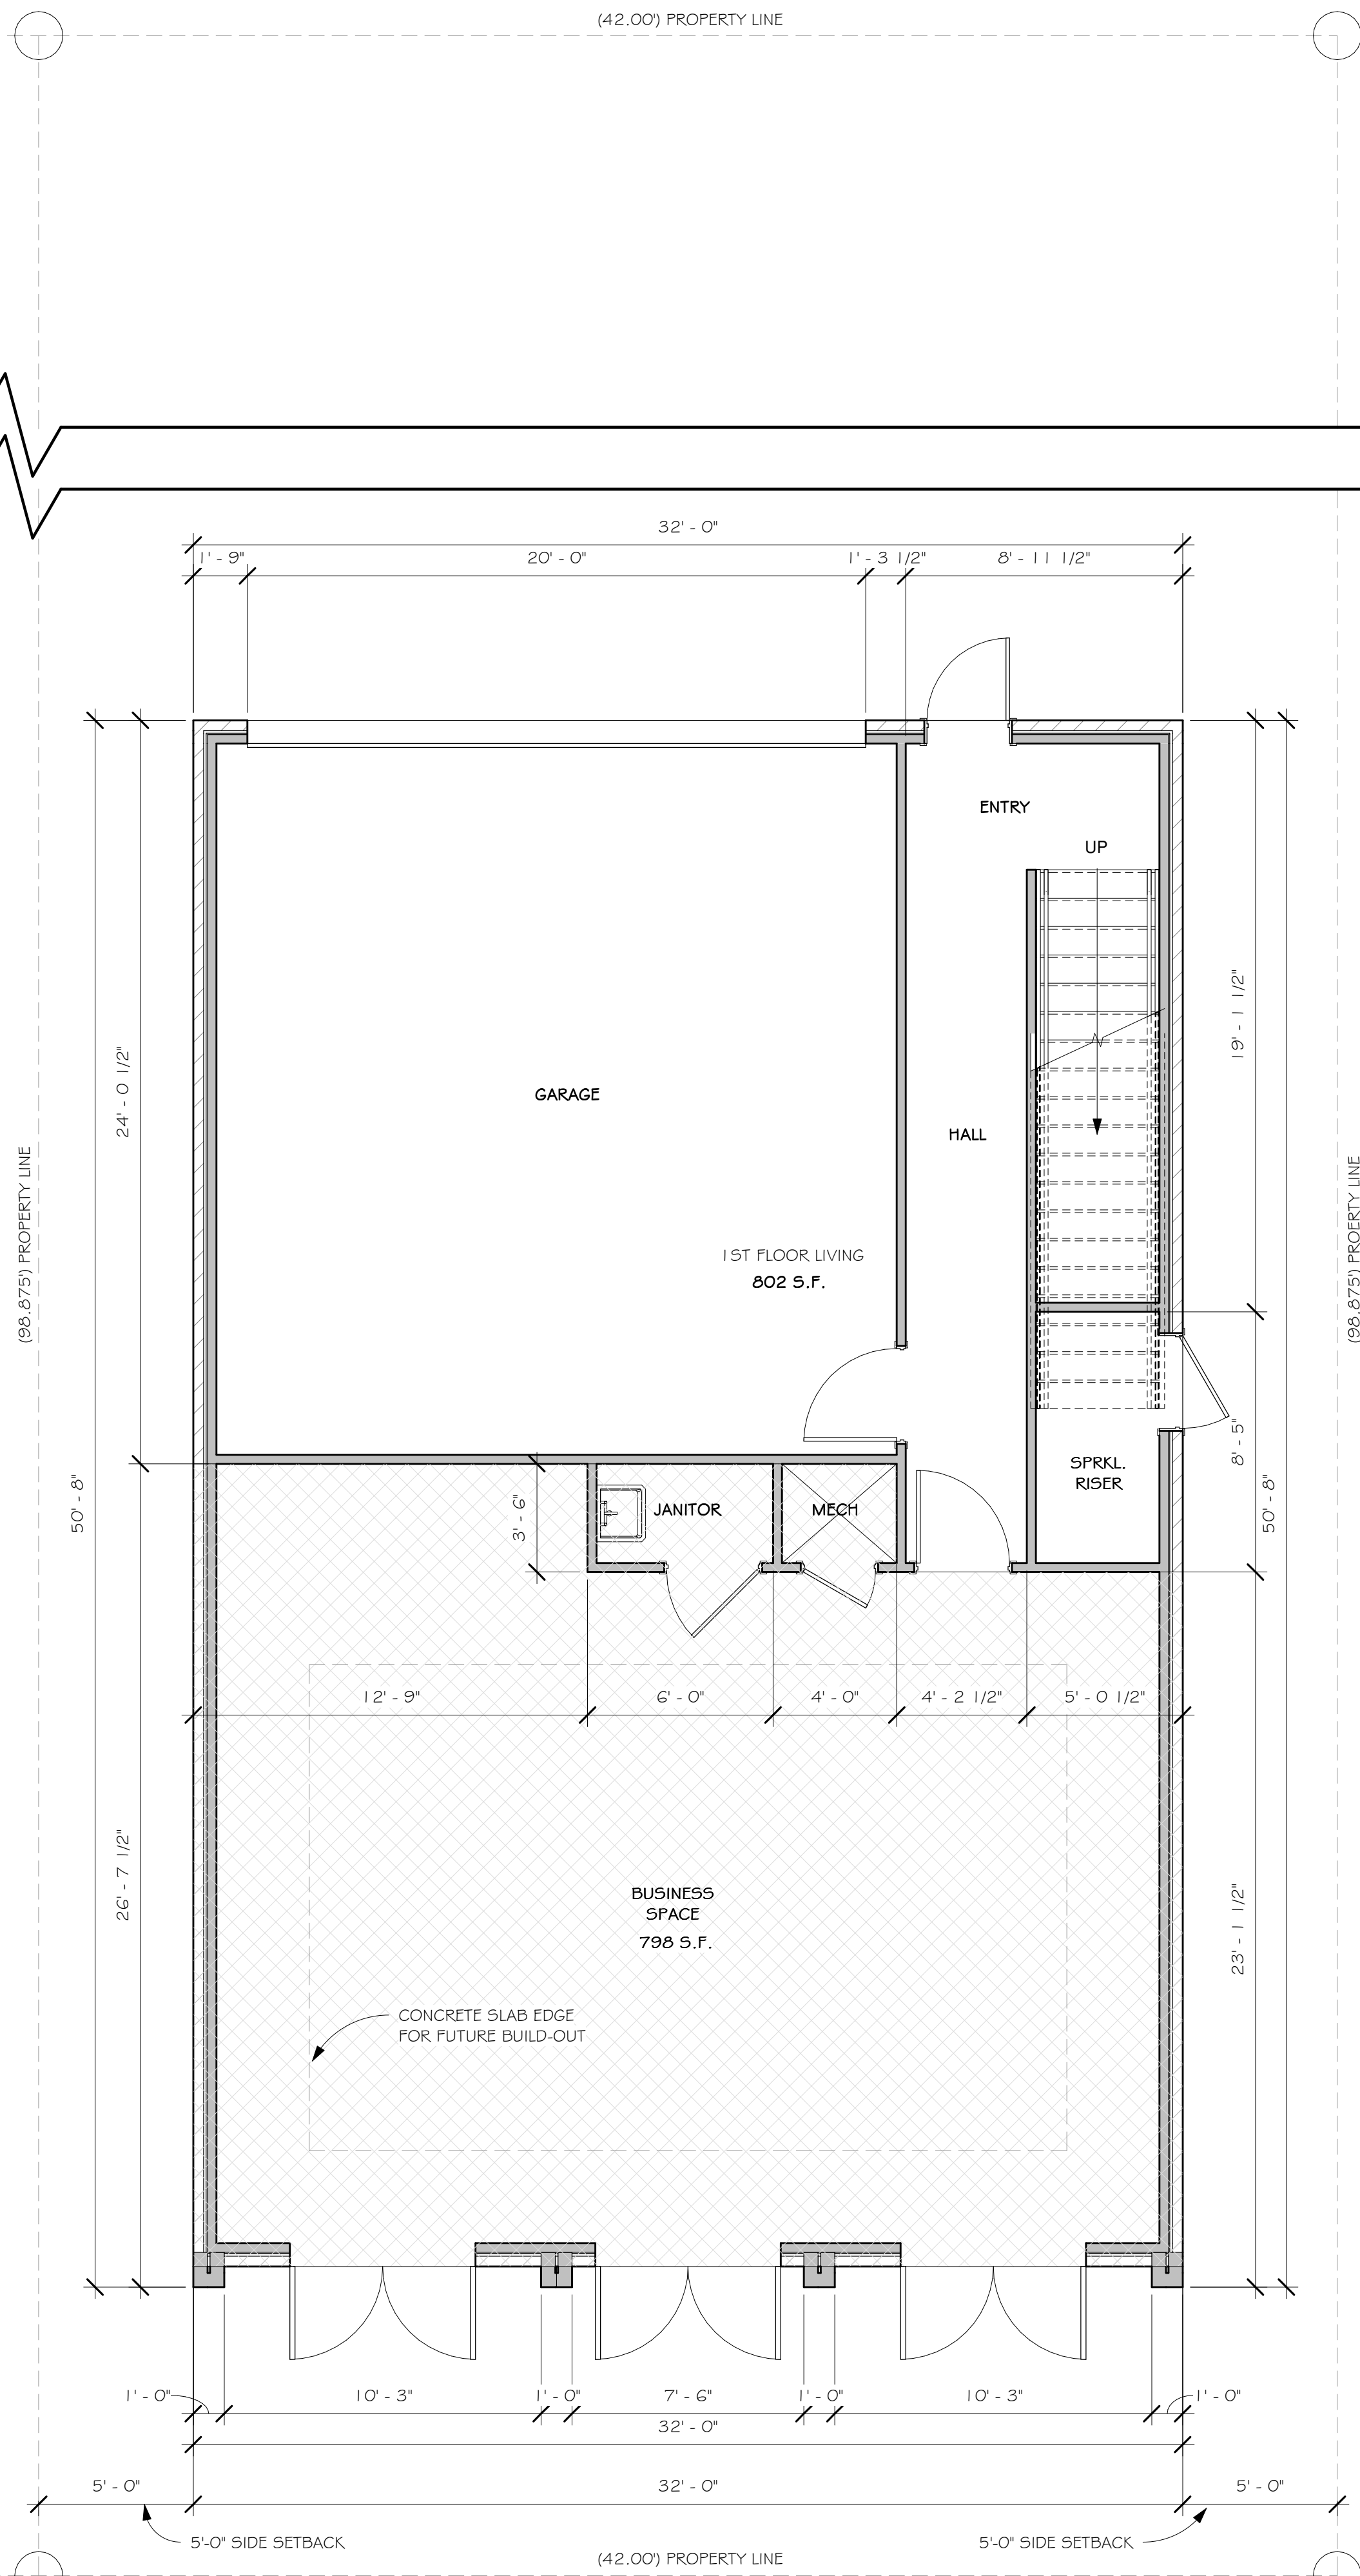 (42.00') PROPERTY LINE
32' - 0"
1' - 9"
20' - 0"
1' - 3 1/2"
8' - 11 1/2"
ENTRY
UP
19' - 1 1/2"
24' - 0 1/2"
GARAGE
HALL
(98.875') PROPERTY LINE
(98.875') PROERTY LINE
1ST FLOOR LIVING
802 S.F.
8' - 5"
SPRKL.
RISER
50' - 8"
50' - 8"
3' - 6"
JANITOR
MECH
12' - 9"
6' - 0"
4' - 0"
4' - 2 1/2"
5' - 0 1/2"
26' - 7 1/2"
23' - 1 1/2"
BUSINESS
SPACE
798 S.F.
CONCRETE SLAB EDGE
FOR FUTURE BUILD-OUT
1' - 0"
10' - 3"
1' - 0"
7' - 6"
1' - 0"
10' - 3"
1' - 0"
32' - 0"
5' - 0"
32' - 0"
5' - 0"
5'-0" SIDE SETBACK
5'-0" SIDE SETBACK
(42.00') PROPERTY LINE